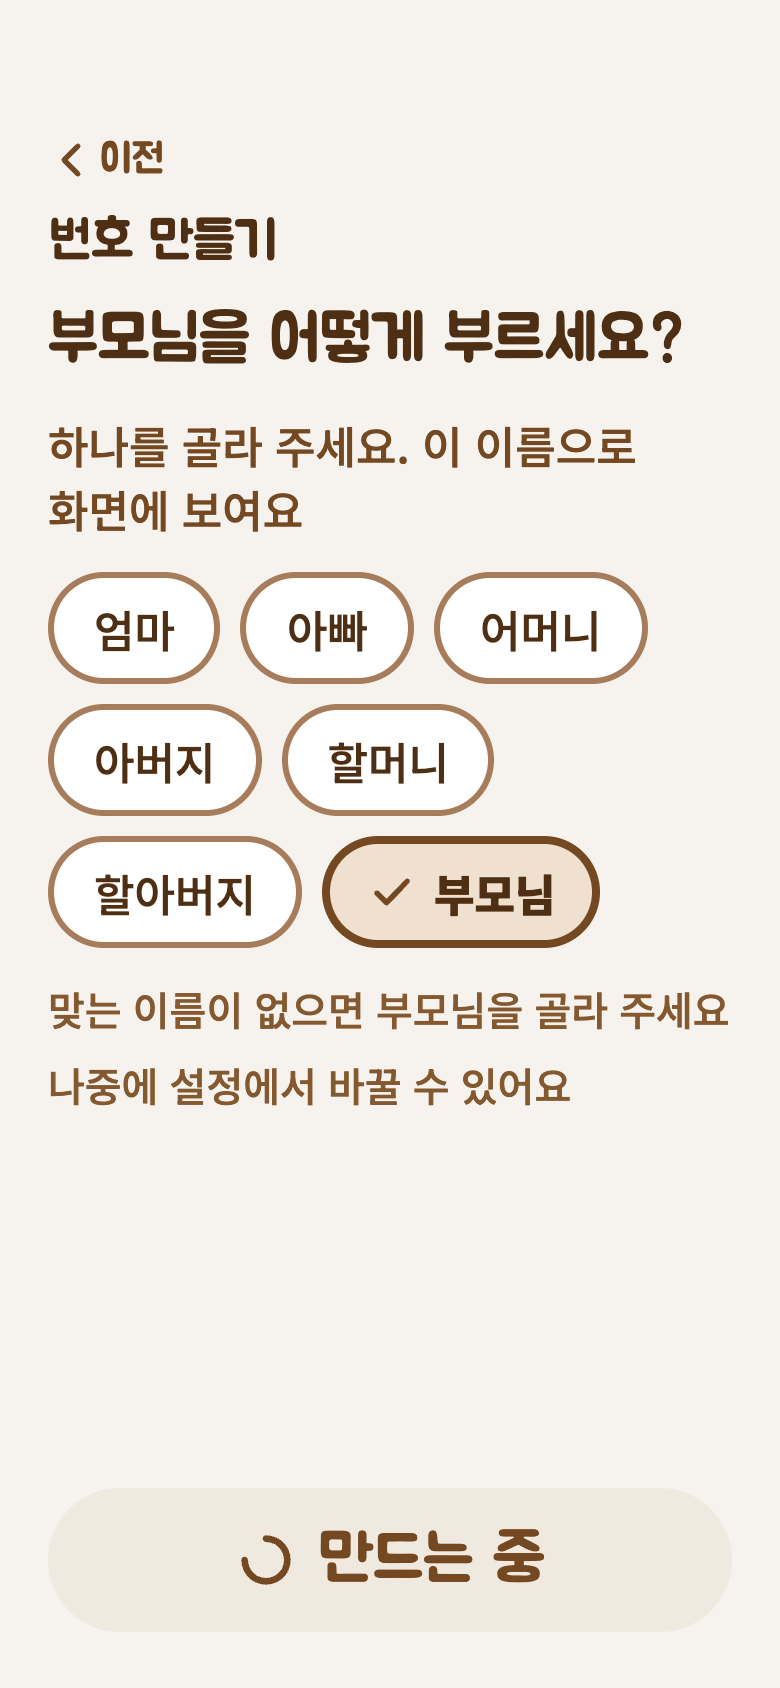 이전
번호 만들기
부모님을 어떻게 부르세요?
하나를 골라 주세요. 이 이름으로
화면에 보여요
엄마 아빠 어머니
아버지 할머니
할아버지 부모님
맞는 이름이 없으면 부모님을 골라 주세요
나중에 설정에서 바꿀 수 있어요
만드는 중